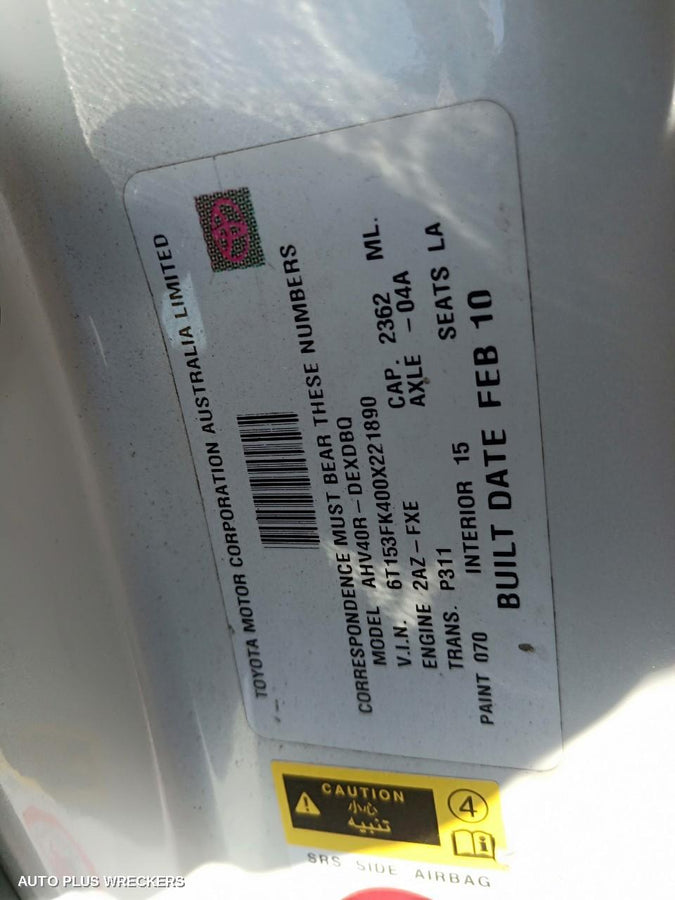 TOYOTA MOTOR CORPORATION AUSTRALIA LIMITED
CORRESPONDENCE MUST BEAR THESE NUMBERS
MODEL AHV40R-DEXDBQ
V.I.N. 6T153FK400X221890
ENGINE 2AZ-FXE CAP. 2362 ML.
TRANS. P311 AXLE -04A
PAINT 070 INTERIOR 15 SEATS LA
BUILT DATE FEB 10
CAUTION
小心
تنبيه
4
i
SRS SIDE AIRBAG
AUTO PLUS WRECKERS